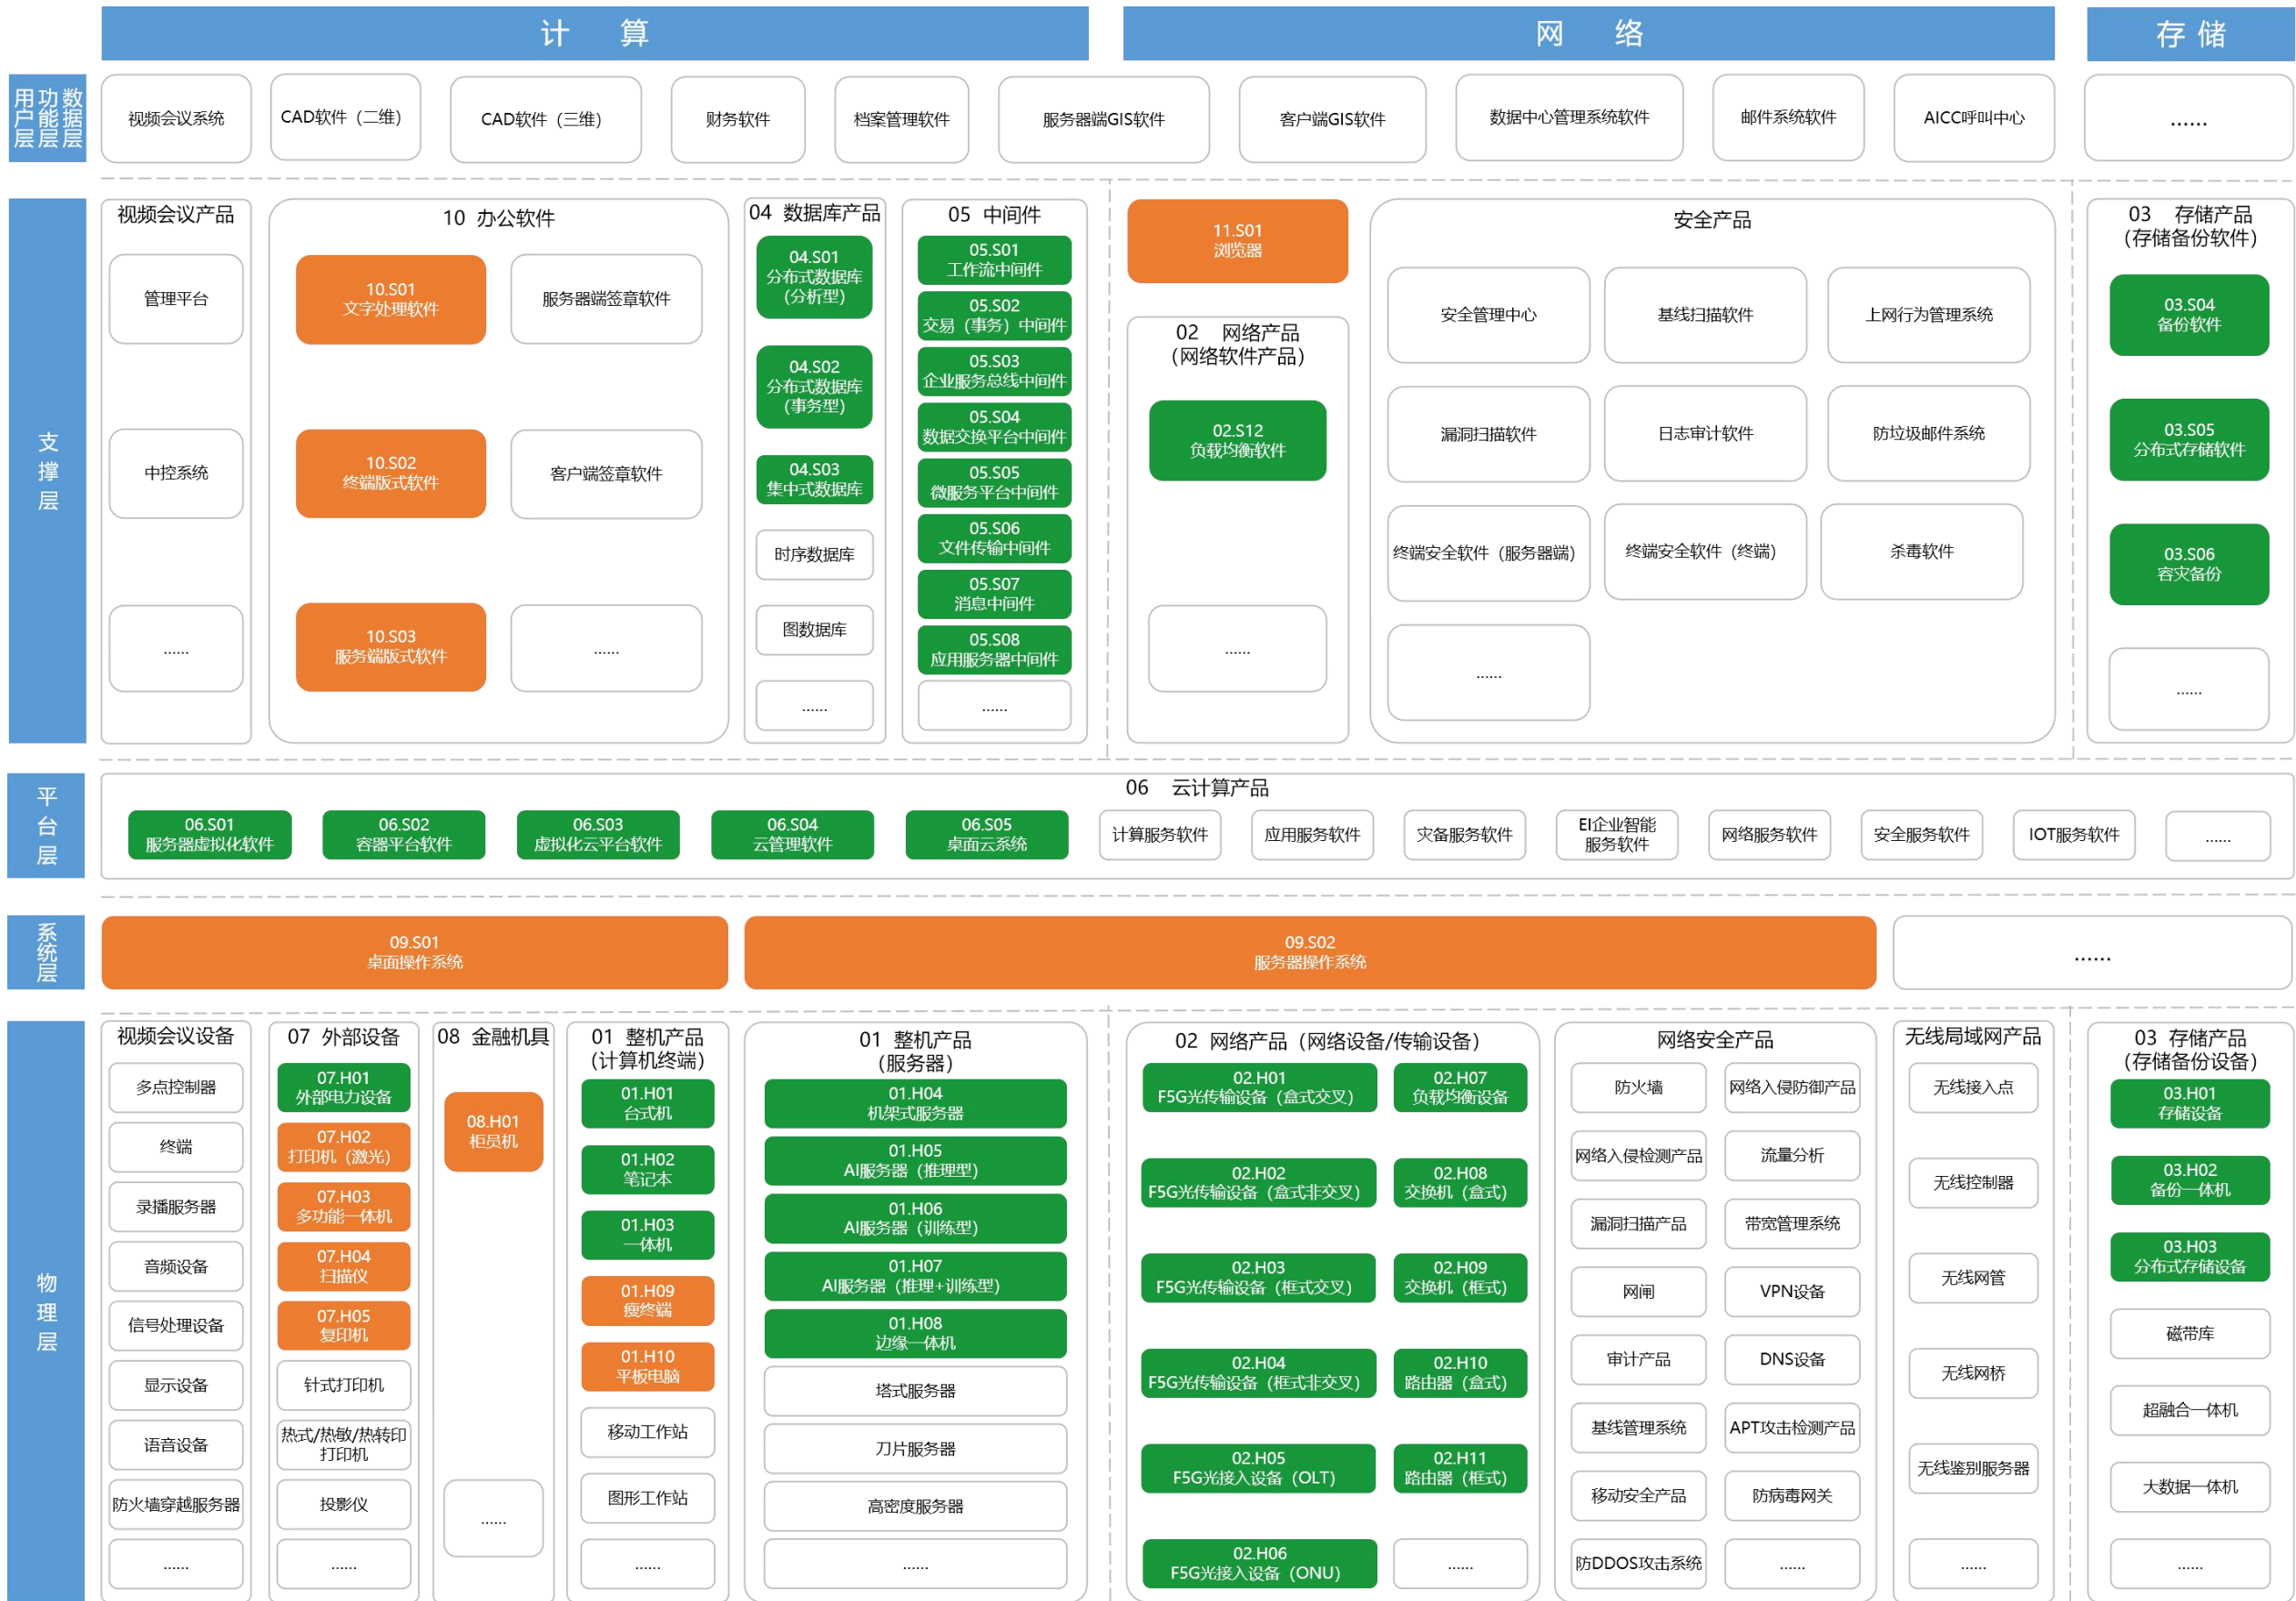 计 算
网 络
存 储
用户层
功能层
数据层
视频会议系统
CAD软件（二维）
CAD软件（三维）
财务软件
档案管理软件
服务器端GIS软件
客户端GIS软件
数据中心管理系统软件
邮件系统软件
AICC呼叫中心
......
支撑层
视频会议产品
管理平台
中控系统
......
10 办公软件
10.S01
文字处理软件
服务器端签章软件
10.S02
终端版式软件
客户端签章软件
10.S03
服务端版式软件
......
04 数据库产品
04.S01
分布式数据库
(分析型)
04.S02
分布式数据库
(事务型)
04.S03
集中式数据库
时序数据库
图数据库
......
05 中间件
05.S01
工作流中间件
05.S02
交易（事务）中间件
05.S03
企业服务总线中间件
05.S04
数据交换平台中间件
05.S05
微服务平台中间件
05.S06
文件传输中间件
05.S07
消息中间件
05.S08
应用服务器中间件
......
11.S01
浏览器
02 网络产品
（网络软件产品）
02.S12
负载均衡软件
......
安全产品
安全管理中心
基线扫描软件
上网行为管理系统
漏洞扫描软件
日志审计软件
防垃圾邮件系统
终端安全软件（服务器端）
终端安全软件（终端）
杀毒软件
......
03 存储产品
（存储备份软件）
03.S04
备份软件
03.S05
分布式存储软件
03.S06
容灾备份
......
平台层
06 云计算产品
06.S01
服务器虚拟化软件
06.S02
容器平台软件
06.S03
虚拟化云平台软件
06.S04
云管理软件
06.S05
桌面云系统
计算服务软件
应用服务软件
灾备服务软件
EI企业智能
服务软件
网络服务软件
安全服务软件
IOT服务软件
......
系统层
09.S01
桌面操作系统
09.S02
服务器操作系统
......
物理层
视频会议设备
多点控制器
终端
录播服务器
音频设备
信号处理设备
显示设备
语音设备
防火墙穿越服务器
......
07 外部设备
07.H01
外部电力设备
07.H02
打印机（激光）
07.H03
多功能一体机
07.H04
扫描仪
07.H05
复印机
针式打印机
热式/热敏/热转印
打印机
投影仪
......
08 金融机具
08.H01
柜员机
......
01 整机产品
（计算机终端）
01.H01
台式机
01.H02
笔记本
01.H03
一体机
01.H09
瘦终端
01.H10
平板电脑
移动工作站
图形工作站
......
01 整机产品
（服务器）
01.H04
机架式服务器
01.H05
AI服务器（推理型）
01.H06
AI服务器（训练型）
01.H07
AI服务器（推理+训练型）
01.H08
边缘一体机
塔式服务器
刀片服务器
高密度服务器
......
02 网络产品（网络设备/传输设备）
02.H01
F5G光传输设备（盒式交叉）
02.H07
负载均衡设备
02.H02
F5G光传输设备（盒式非交叉）
02.H08
交换机（盒式）
02.H03
F5G光传输设备（框式交叉）
02.H09
交换机（框式）
02.H04
F5G光传输设备（框式非交叉）
02.H10
路由器（盒式）
02.H05
F5G光接入设备（OLT）
02.H11
路由器（框式）
02.H06
F5G光接入设备（ONU）
......
网络安全产品
防火墙
网络入侵防御产品
网络入侵检测产品
流量分析
漏洞扫描产品
带宽管理系统
网闸
VPN设备
审计产品
DNS设备
基线管理系统
APT攻击检测产品
移动安全产品
防病毒网关
防DDOS攻击系统
......
无线局域网产品
无线接入点
无线控制器
无线网管
无线网桥
无线鉴别服务器
......
03 存储产品
（存储备份设备）
03.H01
存储设备
03.H02
备份一体机
03.H03
分布式存储设备
磁带库
超融合一体机
大数据一体机
......